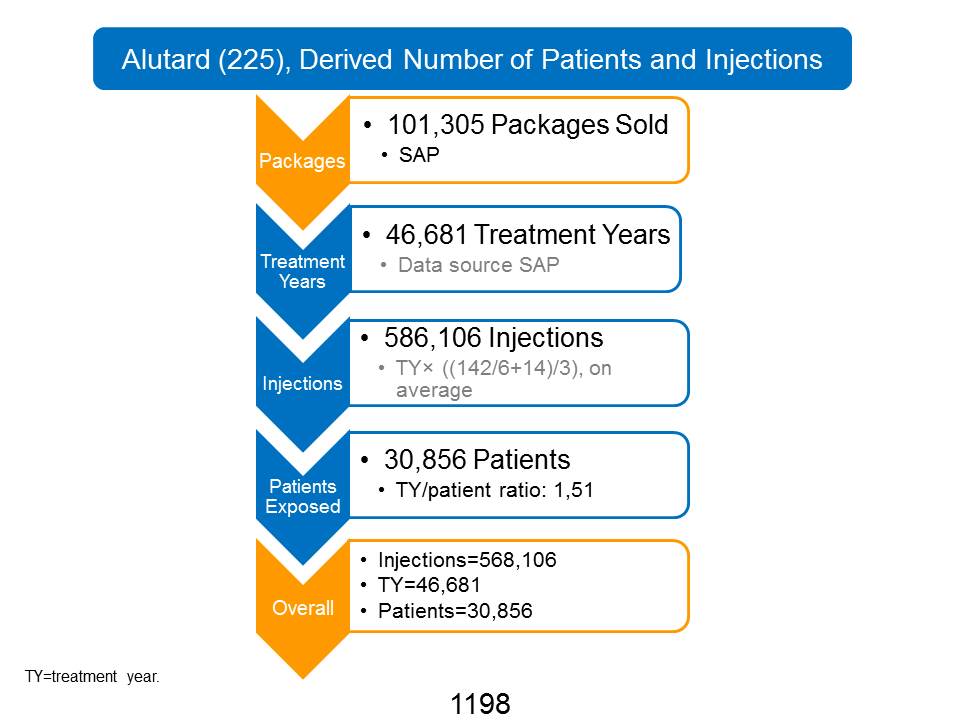 Alutard (225), Derived Number of Patients and Injections
Packages
• 101,305 Packages Sold
• SAP
Treatment
Years
• 46,681 Treatment Years
• Data source SAP
Injections
• 586,106 Injections
• TY× ((142/6+14)/3), on
average
Patients
Exposed
• 30,856 Patients
• TY/patient ratio: 1,51
Overall
• Injections=568,106
• TY=46,681
• Patients=30,856
TY=treatment year.
1198